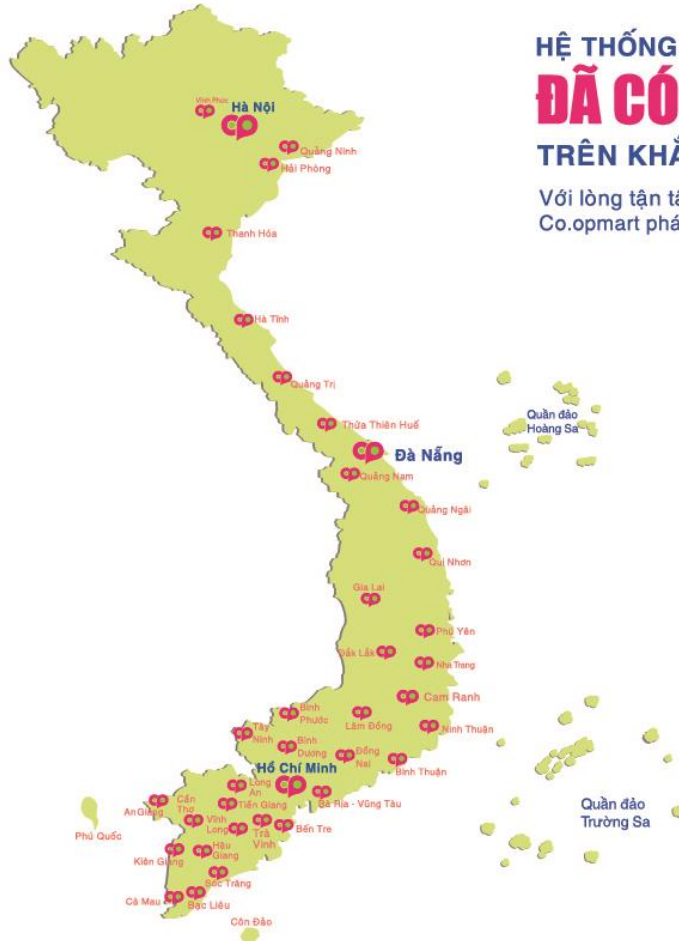 HỆ THỐNG
ĐÃ CÓ
TRÊN KHẮ
Với lòng tận tâ
Co.opmart phá
Vĩnh Phúc
Hà Nội
Quảng Ninh
Hải Phòng
Thanh Hóa
Hà Tĩnh
Quảng Trị
Thừa Thiên Huế
Đà Nẵng
Quảng Nam
Quần đảo
Hoàng Sa
Quảng Ngãi
Qui Nhơn
Gia Lai
Phú Yên
Đắk Lắk
Nha Trang
Cam Ranh
Bình
Phước
Lâm Đồng
Ninh Thuận
Tây
Ninh
Bình
Dương
Đồng
Nai
Bình Thuận
Hồ Chí Minh
Long
An
Bà Rịa - Vũng Tàu
An Giang
Cần
Thơ
Tiền Giang
Vĩnh
Long
Trà
Vinh
Bến Tre
Phú Quốc
Kiên Giang
Hậu
Giang
Sóc Trăng
Cà Mau
Bạc Liêu
Côn Đảo
Quần đảo
Trường Sa